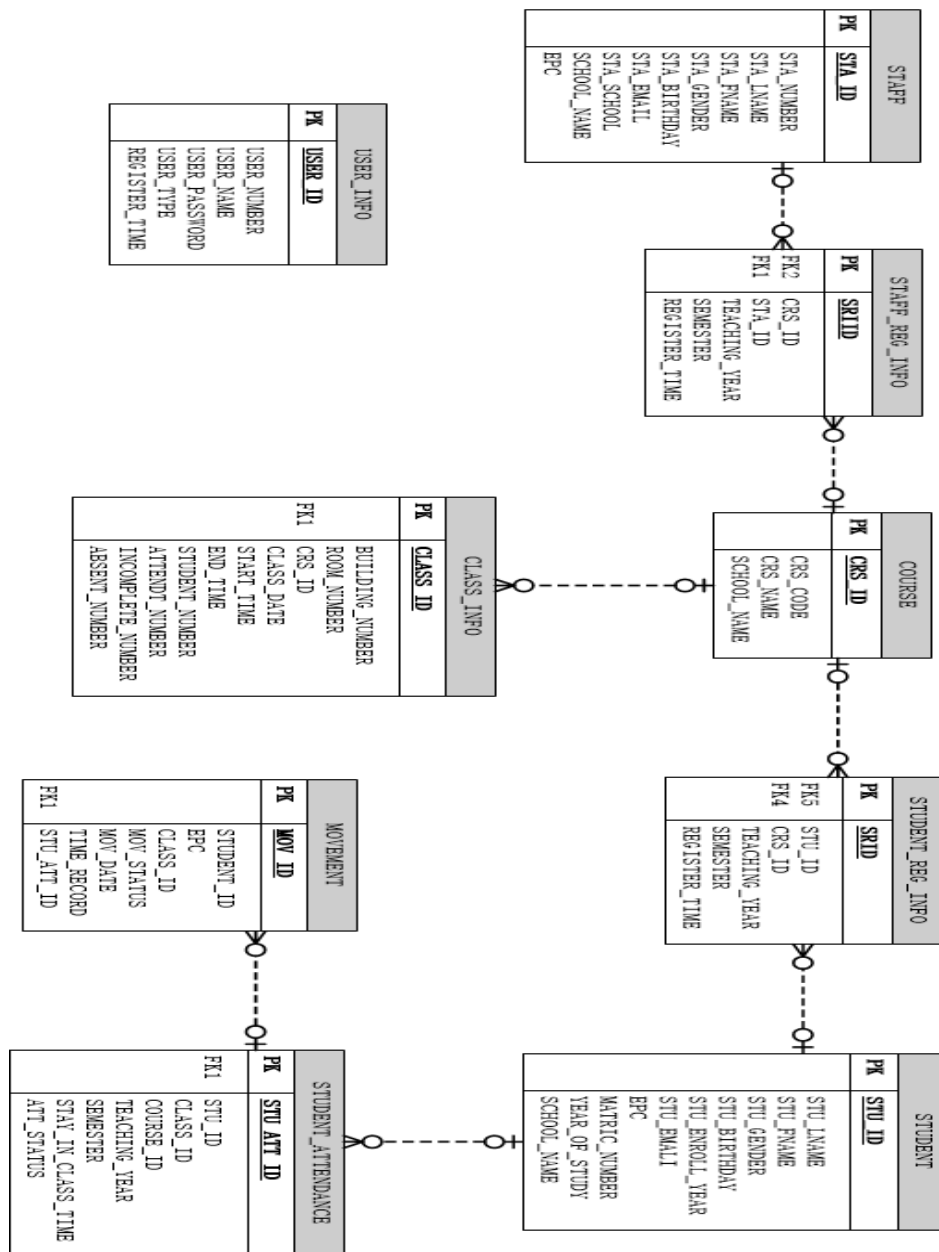 STAFF
PK STA_ID
STA_NUMBER
STA_LNAME
STA_FNAME
STA_GENDER
STA_BIRTHDAY
STA_EMAIL
STA_SCHOOL
SCHOOL_NAME
EPC
STAFF_REG_INFO
PK SRIID
FK2 CRS_ID
FK1 STA_ID
TEACHING_YEAR
SEMESTER
REGISTER_TIME
COURSE
PK CRS_ID
CRS_CODE
CRS_NAME
SCHOOL_NAME
STUDENT_REG_INFO
PK SRID
FK5 STU_ID
FK4 CRS_ID
TEACHING_YEAR
SEMESTER
REGISTER_TIME
STUDENT
PK STU_ID
STU_LNAME
STU_FNAME
STU_GENDER
STU_BIRTHDAY
STU_ENROLL_YEAR
STU_EMALI
EPC
MATRIC_NUMBER
YEAR_OF_STUDY
SCHOOL_NAME
USER_INFO
PK USER_ID
USER_NUMBER
USER_NAME
USER_PASSWORD
USER_TYPE
REGISTER_TIME
CLASS_INFO
PK CLASS_ID
BUILDING_NUMBER
ROOM_NUMBER
FK1 CRS_ID
CLASS_DATE
START_TIME
END_TIME
STUDENT_NUMBER
ATTENDT_NUMBER
INCOMPLETE_NUMBER
ABSENT_NUMBER
MOVEMENT
PK MOV_ID
STUDENT_ID
EPC
CLASS_ID
MOV_STATUS
MOV_DATE
TIME_RECORD
FK1 STU_ATT_ID
STUDENT_ATTENDANCE
PK STU_ATT_ID
FK1 STU_ID
CLASS_ID
COURSE_ID
TEACHING_YEAR
SEMESTER
STAY_IN_CLASS_TIME
ATT_STATUS